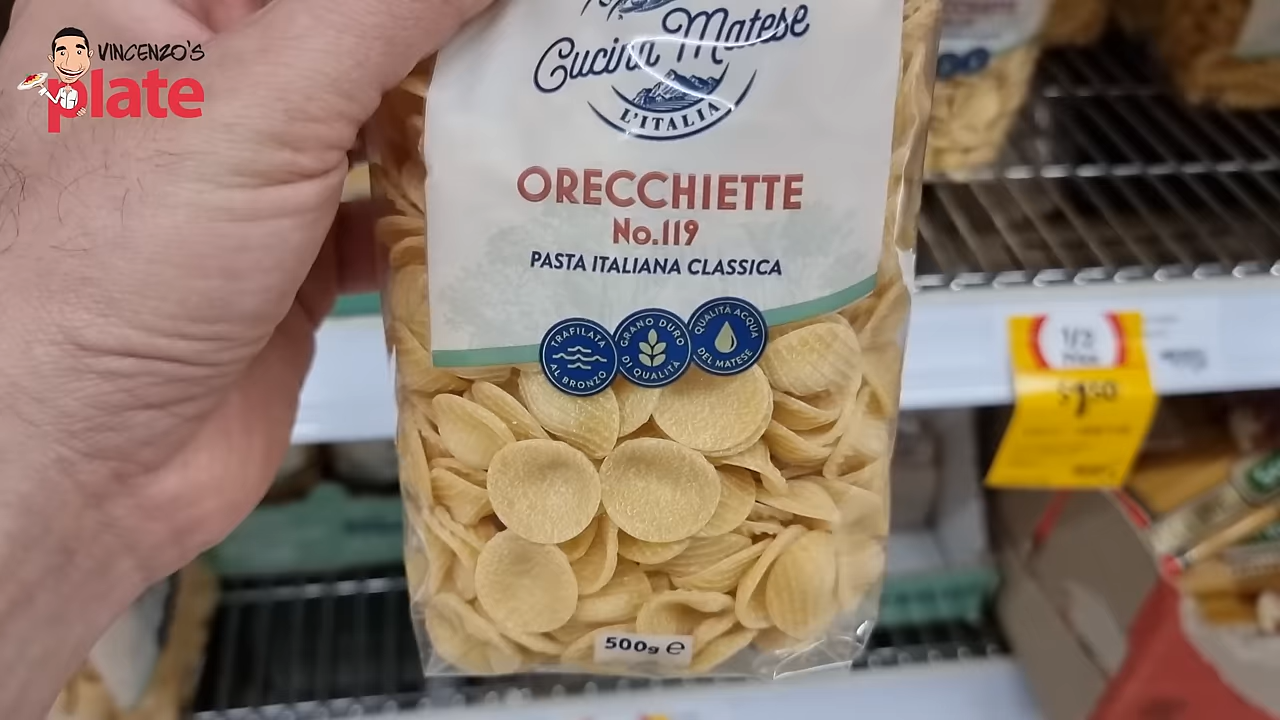 VINCENZO'S
plate
Cucina Matese
L'ITALIA
ORECCHIETTE
No.119
PASTA ITALIANA CLASSICA
TRAFILATA
AL BRONZO
GRANO DURO
DI QUALITÀ
QUALITÀ ACQUA
DEL MATESE
500g e
1/2